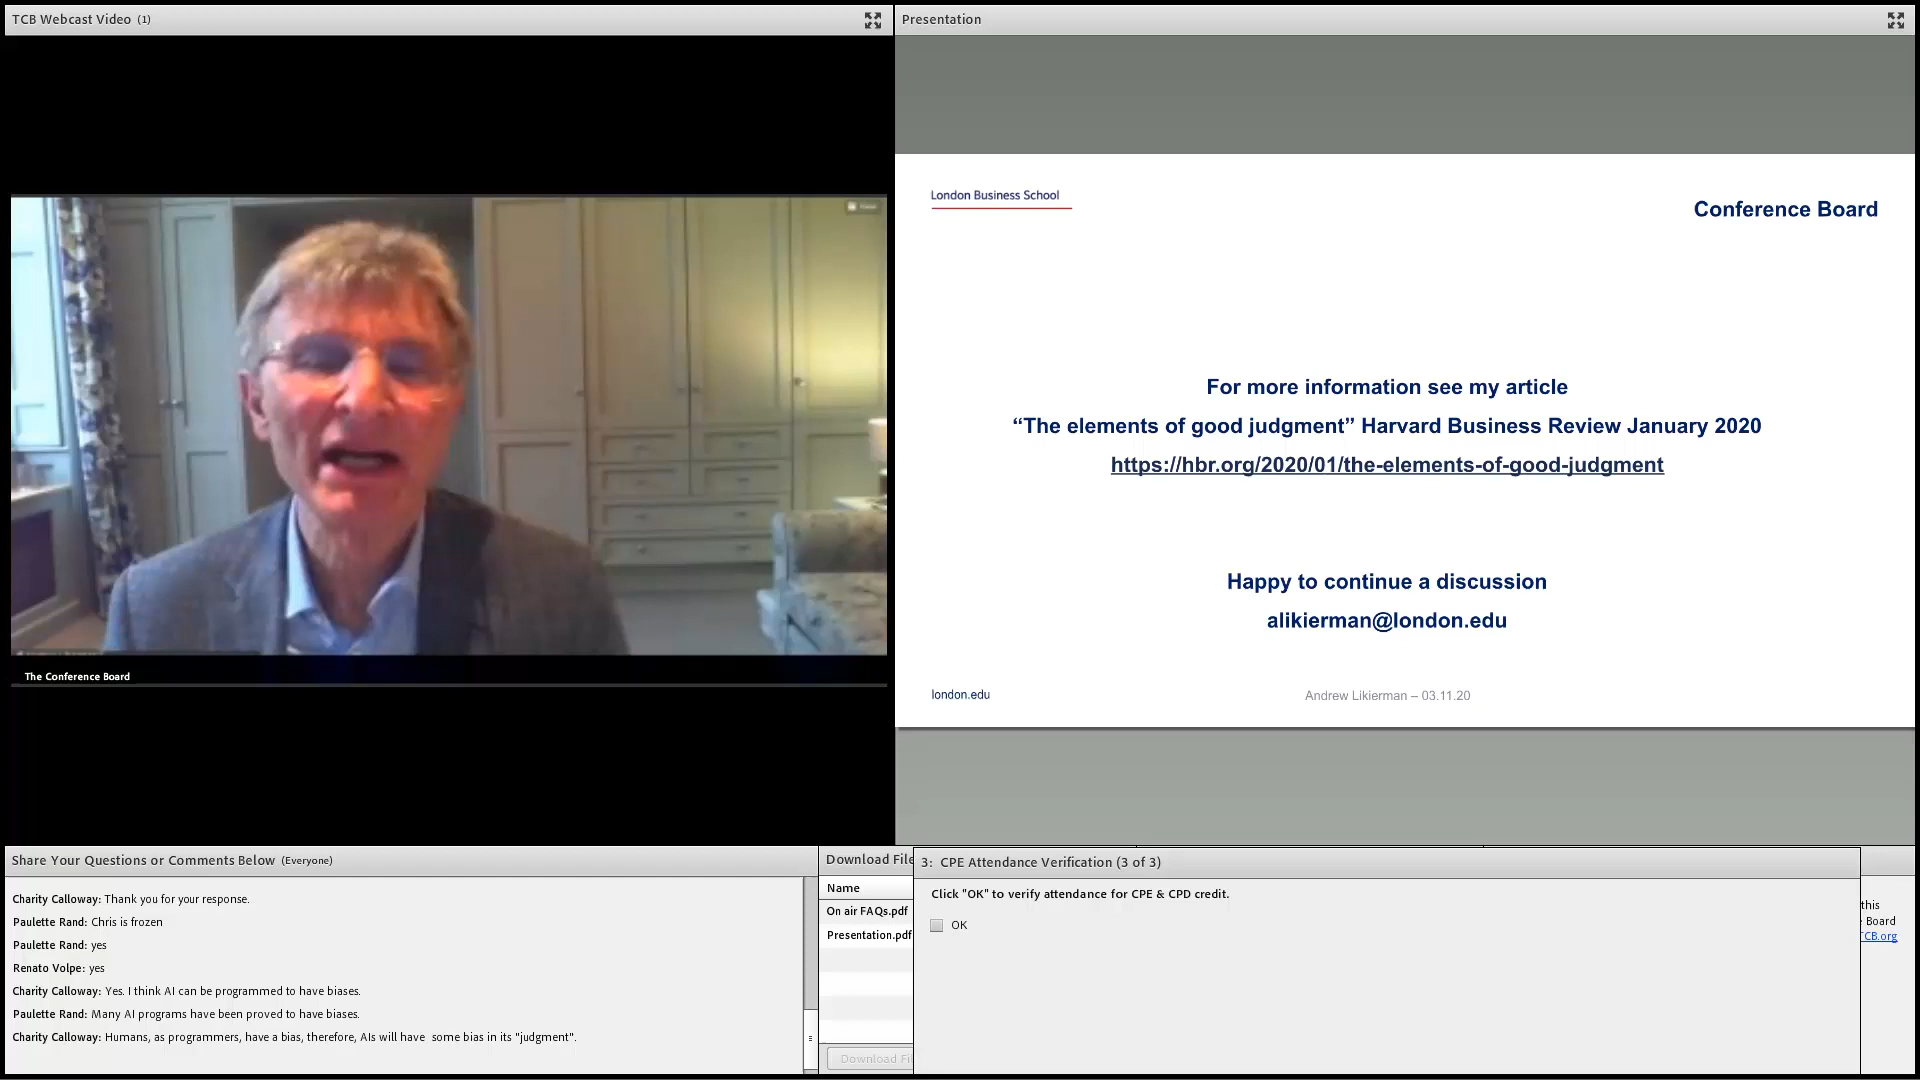 TCB Webcast Video (1)
Presentation
London Business School
Conference Board
For more information see my article
“The elements of good judgment” Harvard Business Review January 2020
https://hbr.org/2020/01/the-elements-of-good-judgment
Happy to continue a discussion
alikierman@london.edu
london.edu
Andrew Likierman – 03.11.20
The Conference Board
Share Your Questions or Comments Below (Everyone)
Charity Calloway: Thank you for your response.
Paulette Rand: Chris is frozen
Paulette Rand: yes
Renato Volpe: yes
Charity Calloway: Yes. I think AI can be programmed to have biases.
Paulette Rand: Many AI programs have been proved to have biases.
Charity Calloway: Humans, as programmers, have a bias, therefore, AIs will have  some bias in its "judgment".
Download File
Name
On air FAQs.pdf
Presentation.pdf
Download Fil
3: CPE Attendance Verification (3 of 3)
Click "OK" to verify attendance for CPE & CPD credit.
OK
this
Board
TCB.org